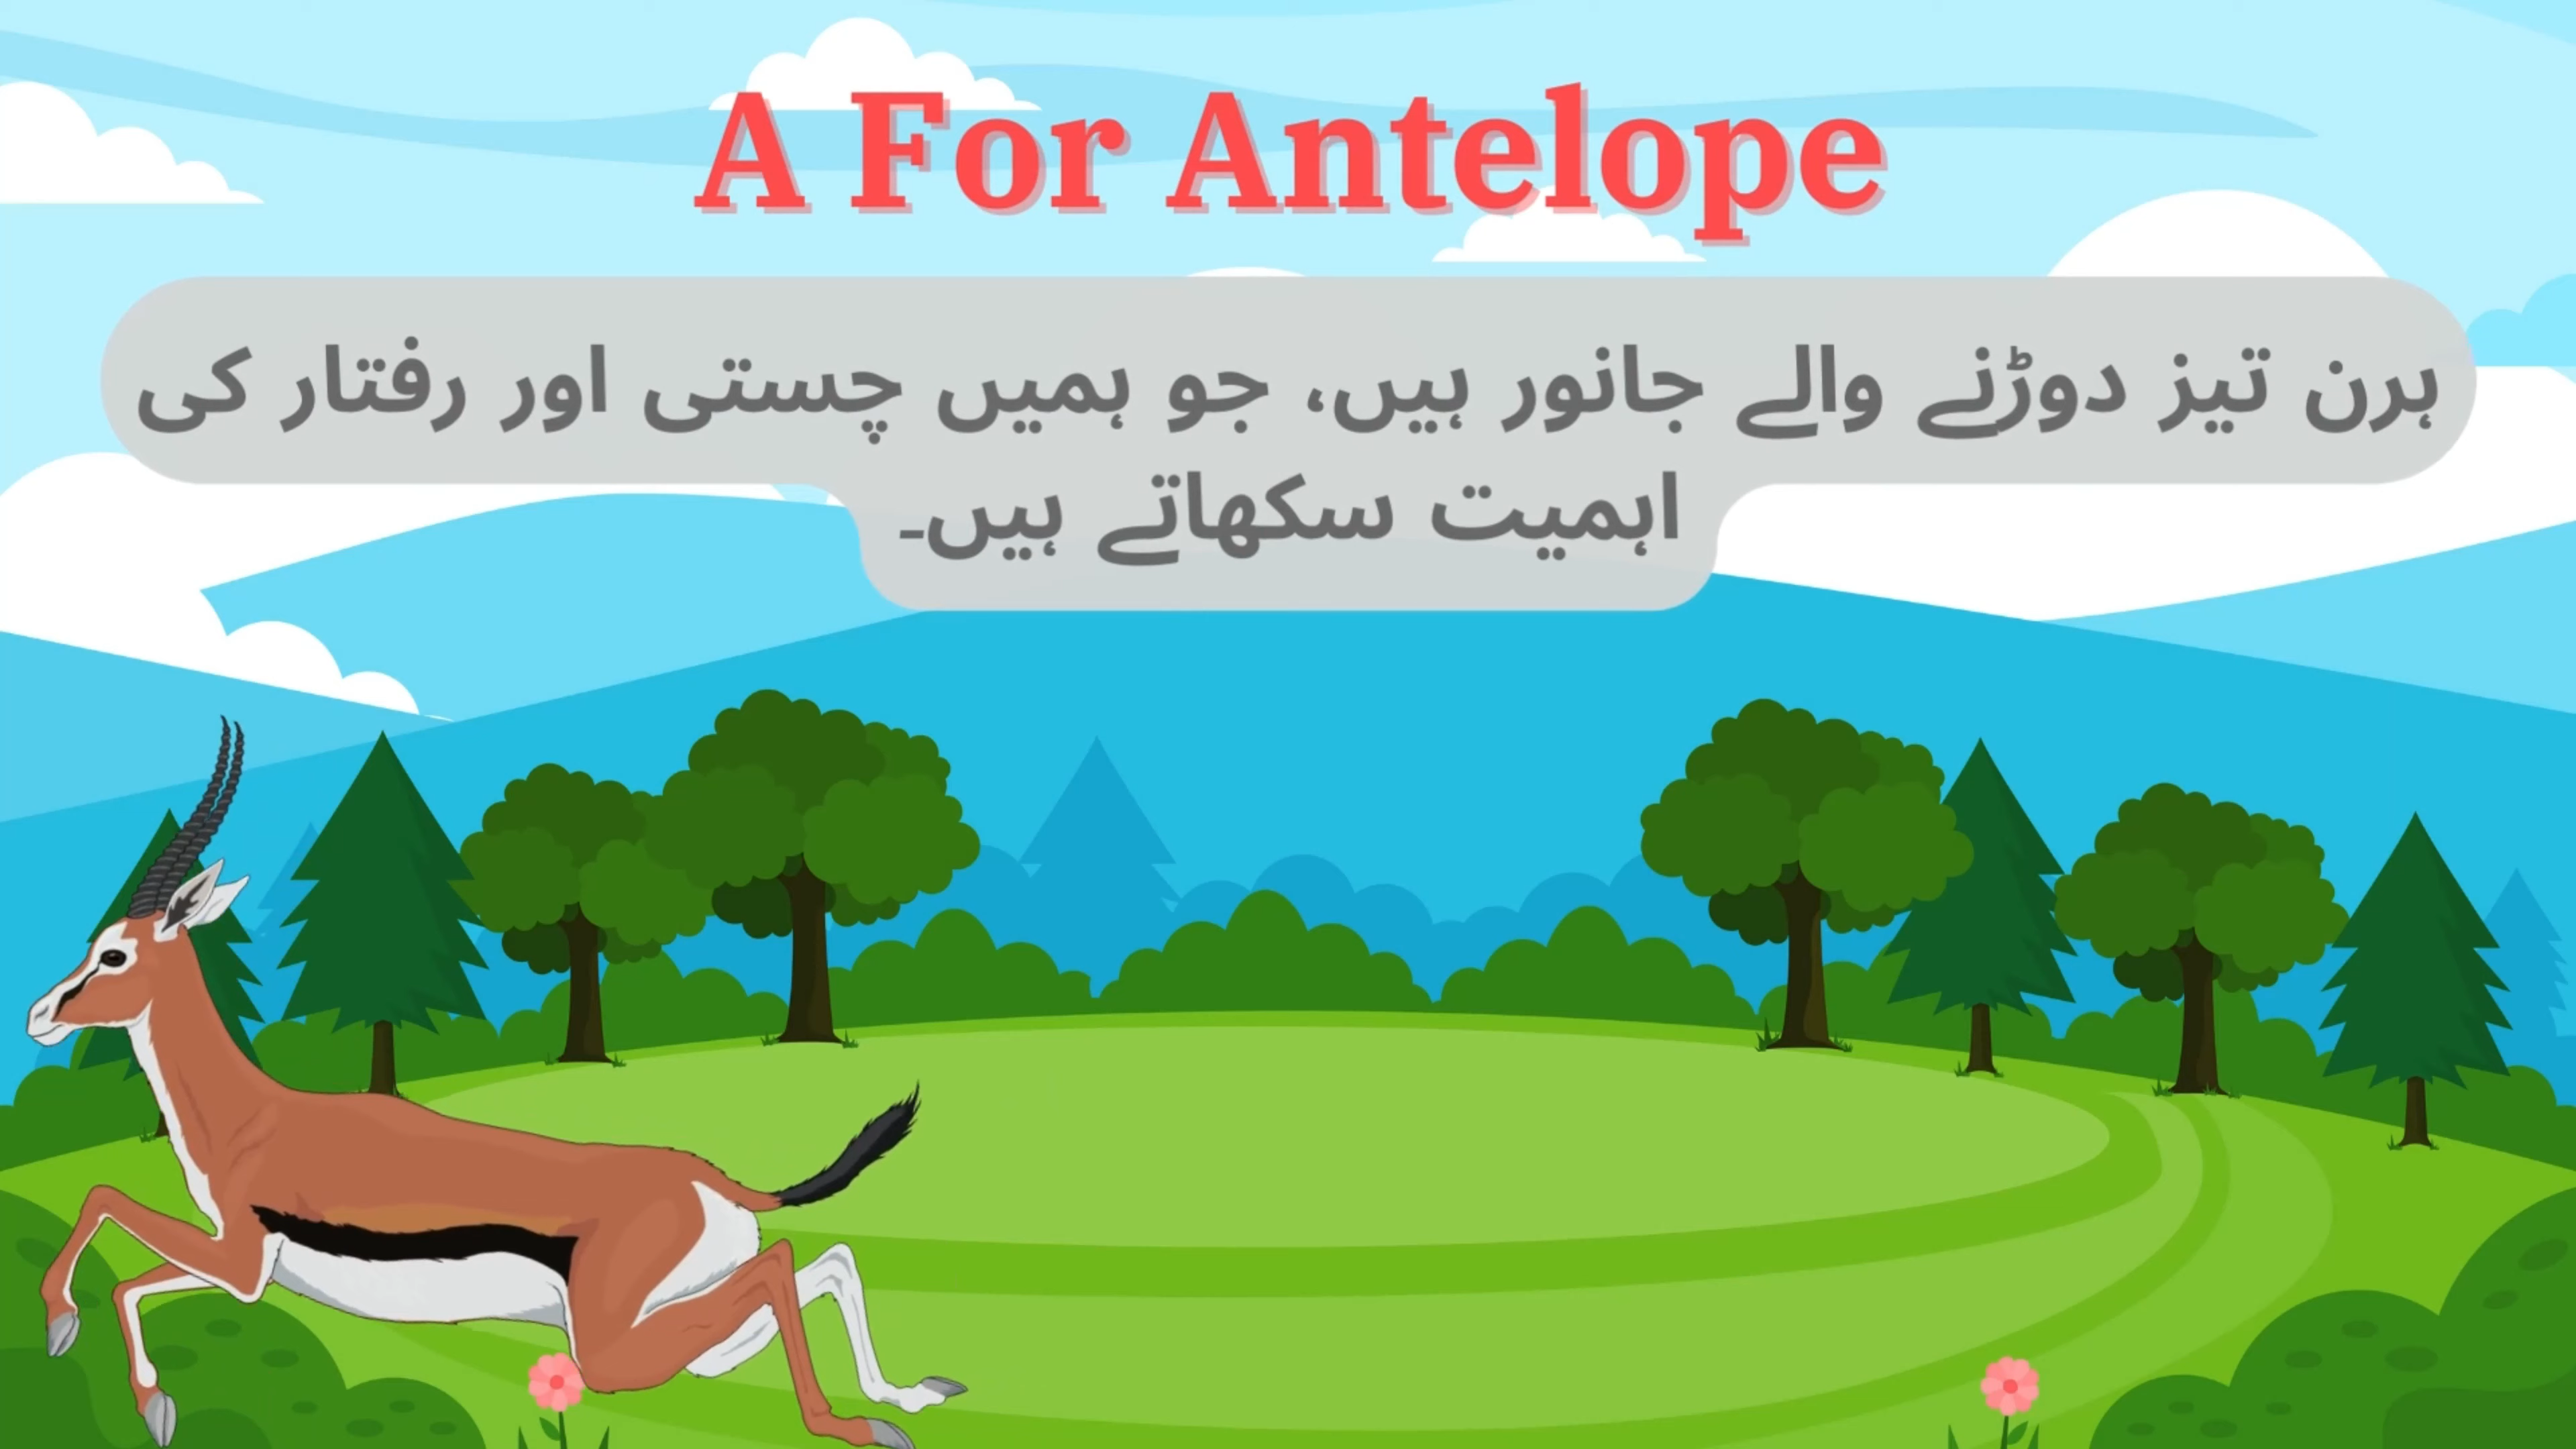 A For Antelope
ہرن تیز دوڑنے والے جانور ہیں، جو ہمیں چستی اور رفتار کی
اہمیت سکھاتے ہیں۔